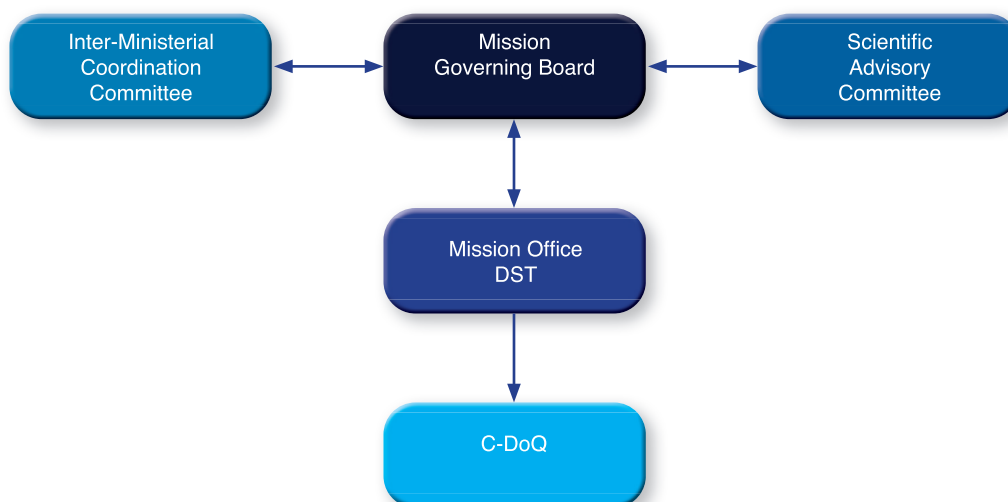 Inter-Ministerial
Coordination
Committee
Mission
Governing Board
Scientific
Advisory
Committee
Mission Office
DST
C-DoQ